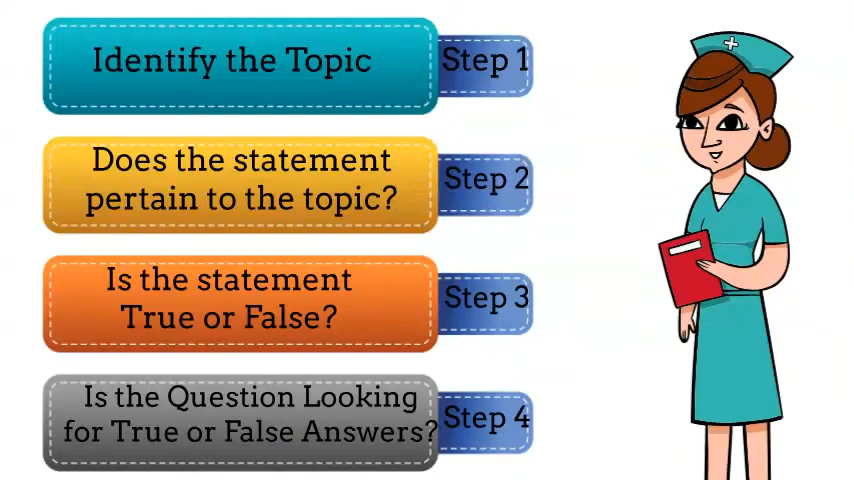 Identify the Topic
Step 1
Does the statement
pertain to the topic?
Step 2
Is the statement
True or False?
Step 3
Is the Question Looking
for True or False Answers?
Step 4